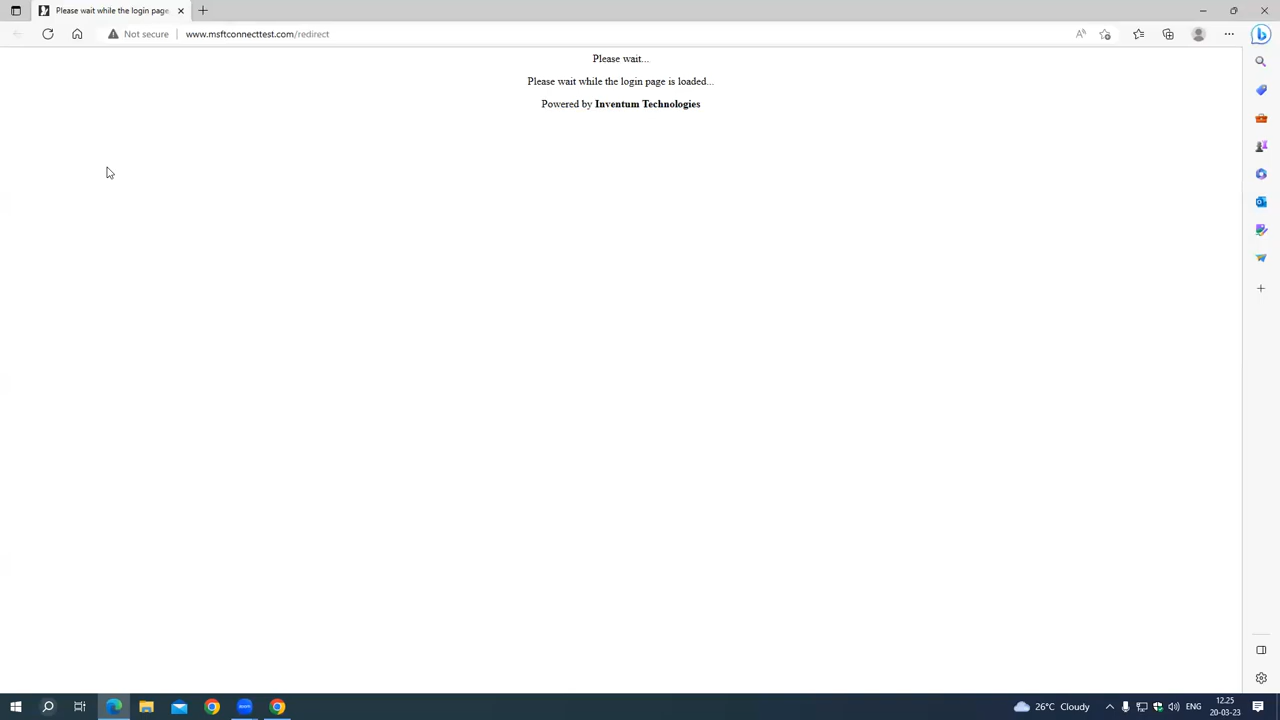 Please wait while the login page
Not secure
www.msftconnecttest.com/redirect
Please wait...
Please wait while the login page is loaded...
Powered by Inventum Technologies
zoom
26°C Cloudy
ENG
12.25
20-03-23